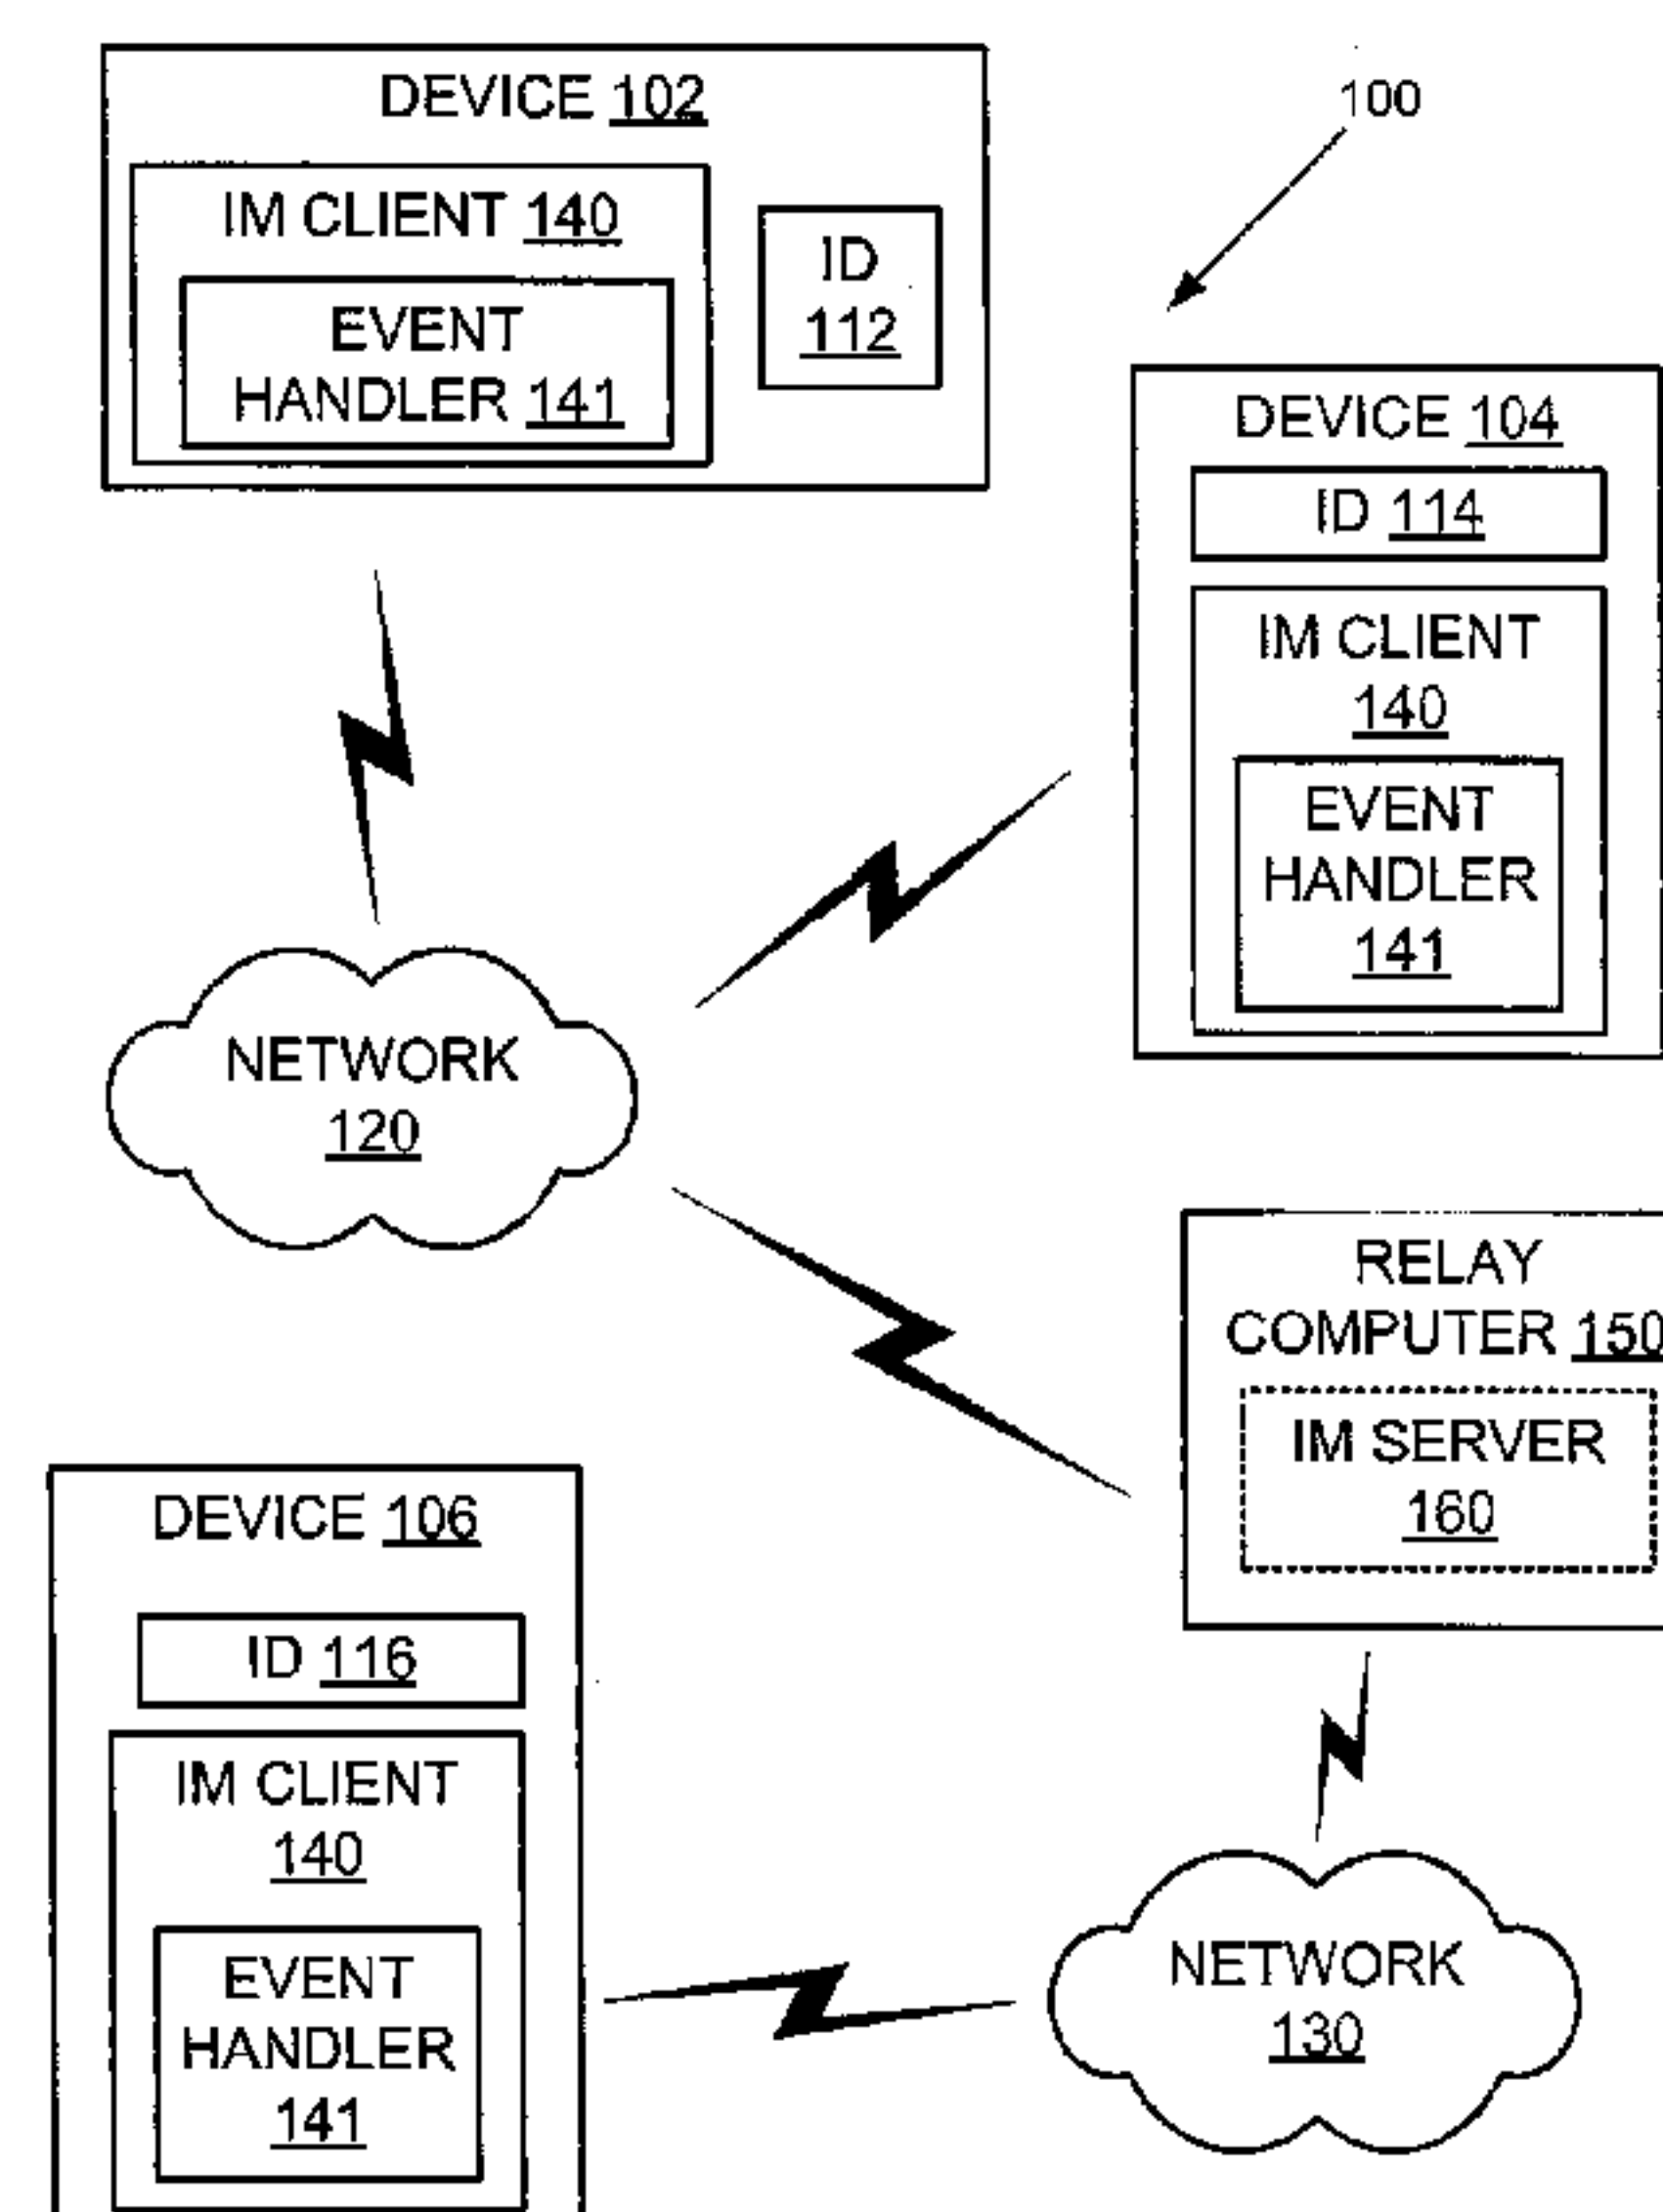 DEVICE 102
100
IM CLIENT 140
ID
112
EVENT
HANDLER 141
DEVICE 104
ID 114
IM CLIENT
140
EVENT
HANDLER
141
NETWORK
120
RELAY
COMPUTER 150
IM SERVER
160
DEVICE 106
ID 116
IM CLIENT
140
EVENT
HANDLER
141
NETWORK
130